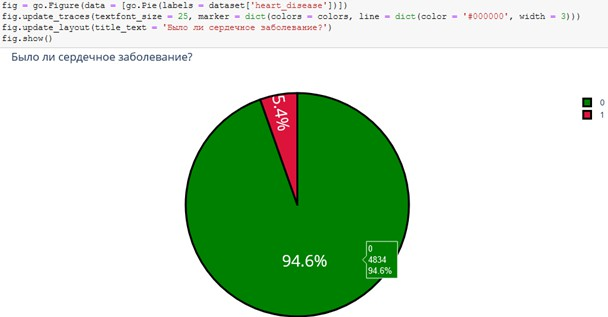 fig = go.Figure(data = [go.Pie(labels = dataset['heart_disease'])])
fig.update_traces(textfont_size = 25, marker = dict(colors = colors, line = dict(color = '#000000', width = 3)))
fig.update_layout(title_text = 'Было ли сердечное заболевание?')
fig.show()
Было ли сердечное заболевание?
0
1
5.4%
94.6%
0
4834
94.6%